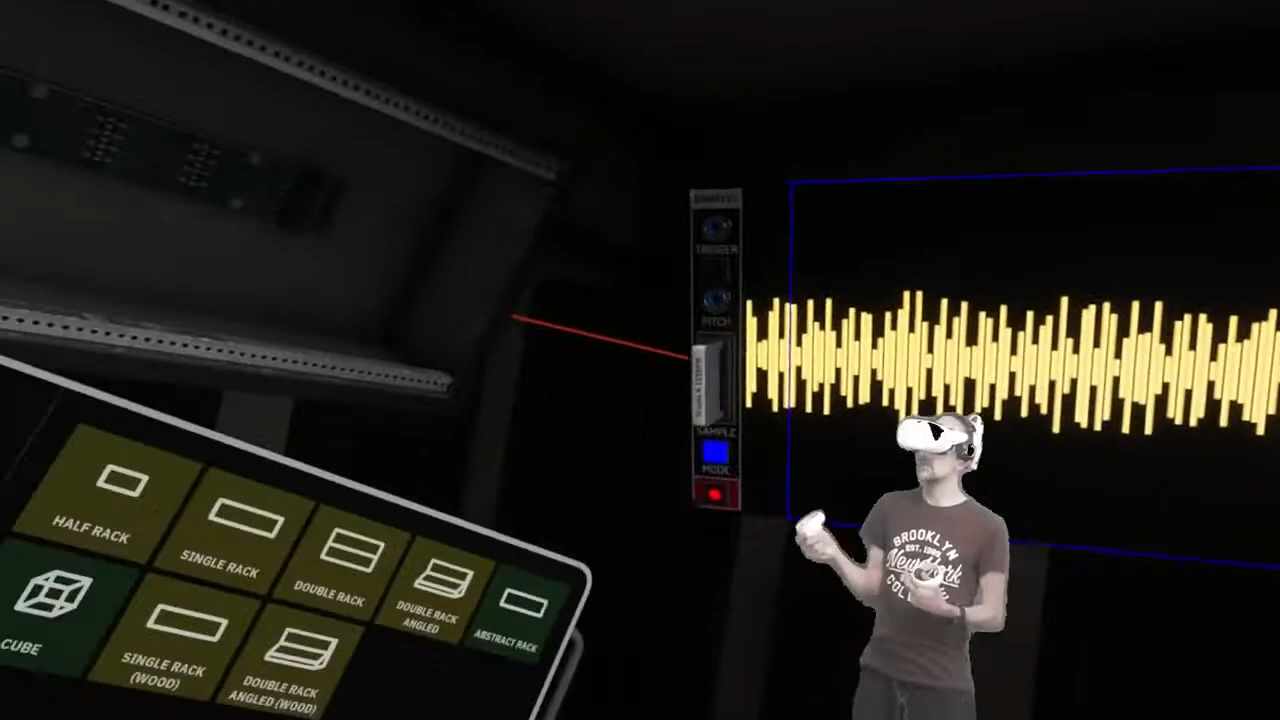 TRIGGER
PITCH
SAMPLE
MODE
HALF RACK
SINGLE RACK
DOUBLE RACK
DOUBLE RACK
ANGLED
ABSTRACT RACK
CUBE
SINGLE RACK
(WOOD)
DOUBLE RACK
ANGLED (WOOD)
BROOKLYN
EST. 1985
New York